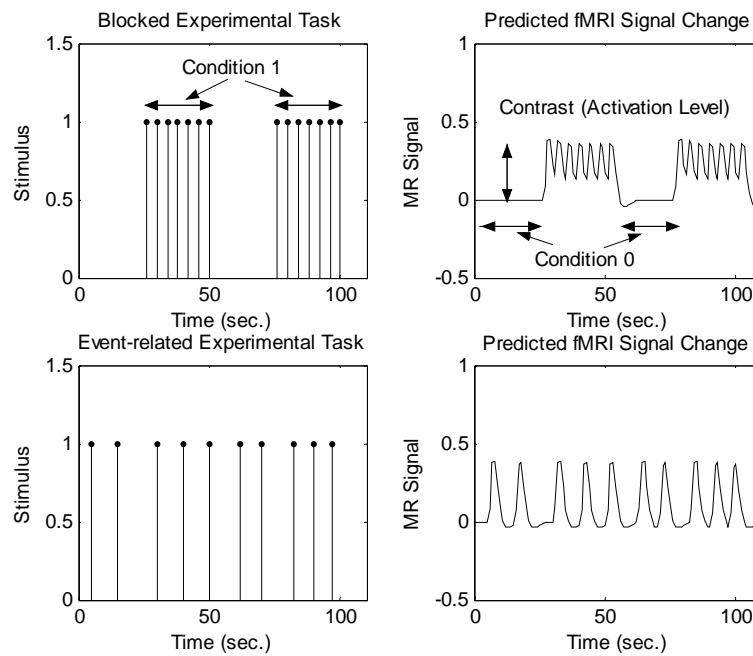 Blocked Experimental Task
1.5
1
0.5
0
Stimulus
Condition 1
0 50 100
Time (sec.)
Predicted fMRI Signal Change
1
0.5
0
-0.5
MR Signal
Contrast (Activation Level)
Condition 0
0 50 100
Time (sec.)
Event-related Experimental Task
1.5
1
0.5
0
Stimulus
0 50 100
Time (sec.)
Predicted fMRI Signal Change
1
0.5
0
-0.5
MR Signal
0 50 100
Time (sec.)